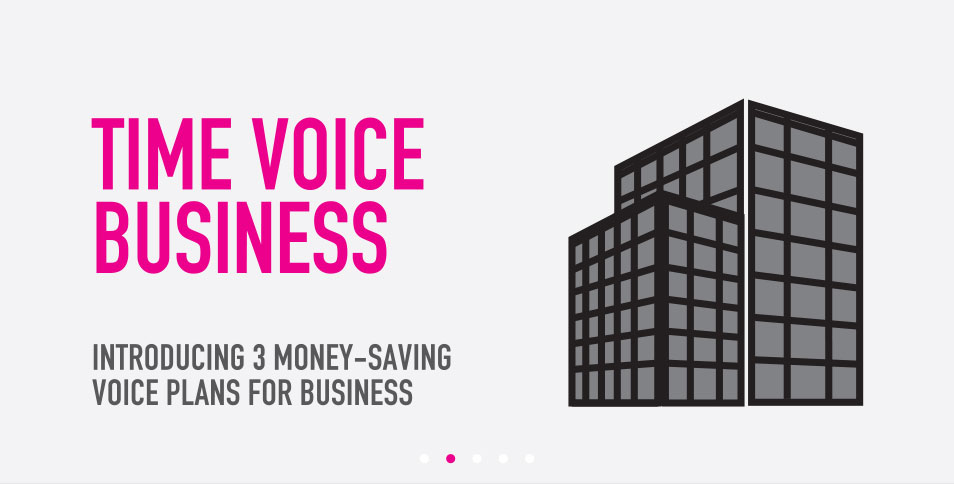 TIME VOICE
BUSINESS
INTRODUCING 3 MONEY-SAVING
VOICE PLANS FOR BUSINESS